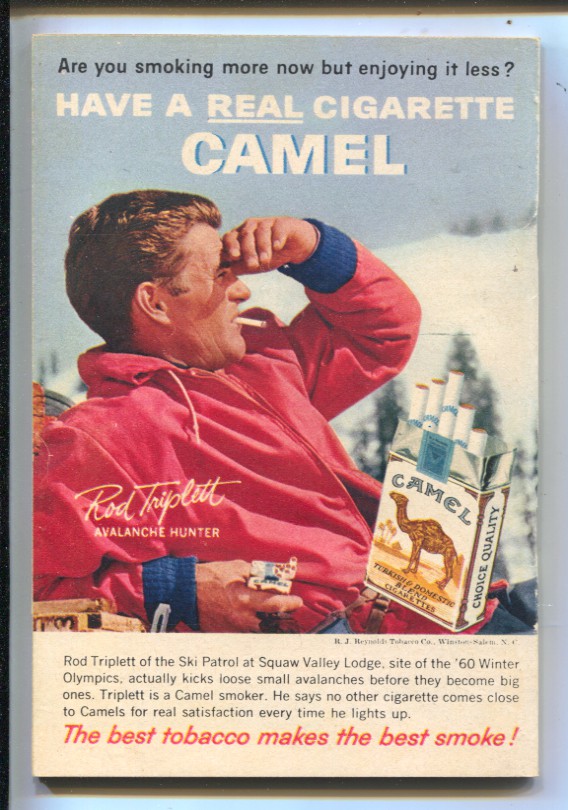 Are you smoking more now but enjoying it less?
HAVE A REAL CIGARETTE
CAMEL
CAMEL
TURKISH & DOMESTIC
BLEND
CIGARETTES
CHOICE QUALITY
Rod Triplett
AVALANCHE HUNTER
CAMEL
R. J. Reynolds Tobacco Co., Winston-Salem, N. C.
Rod Triplett of the Ski Patrol at Squaw Valley Lodge, site of the '60 Winter
Olympics, actually kicks loose small avalanches before they become big
ones. Triplett is a Camel smoker. He says no other cigarette comes close
to Camels for real satisfaction every time he lights up.
The best tobacco makes the best smoke!